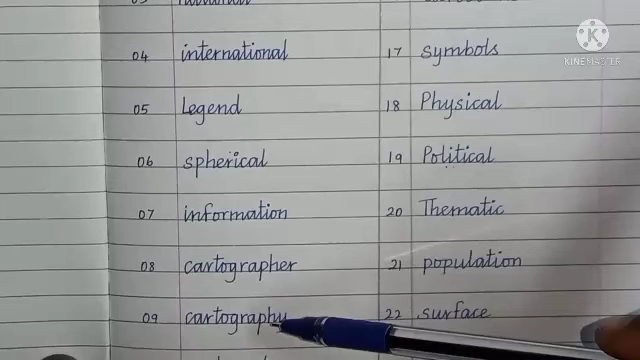 04 international 17 Symbols
05 Legend 18 Physical
06 spherical 19 Political
07 information 20 Thematic
08 cartographer 21 population
09 cartography 22 surface
KINEMASTER